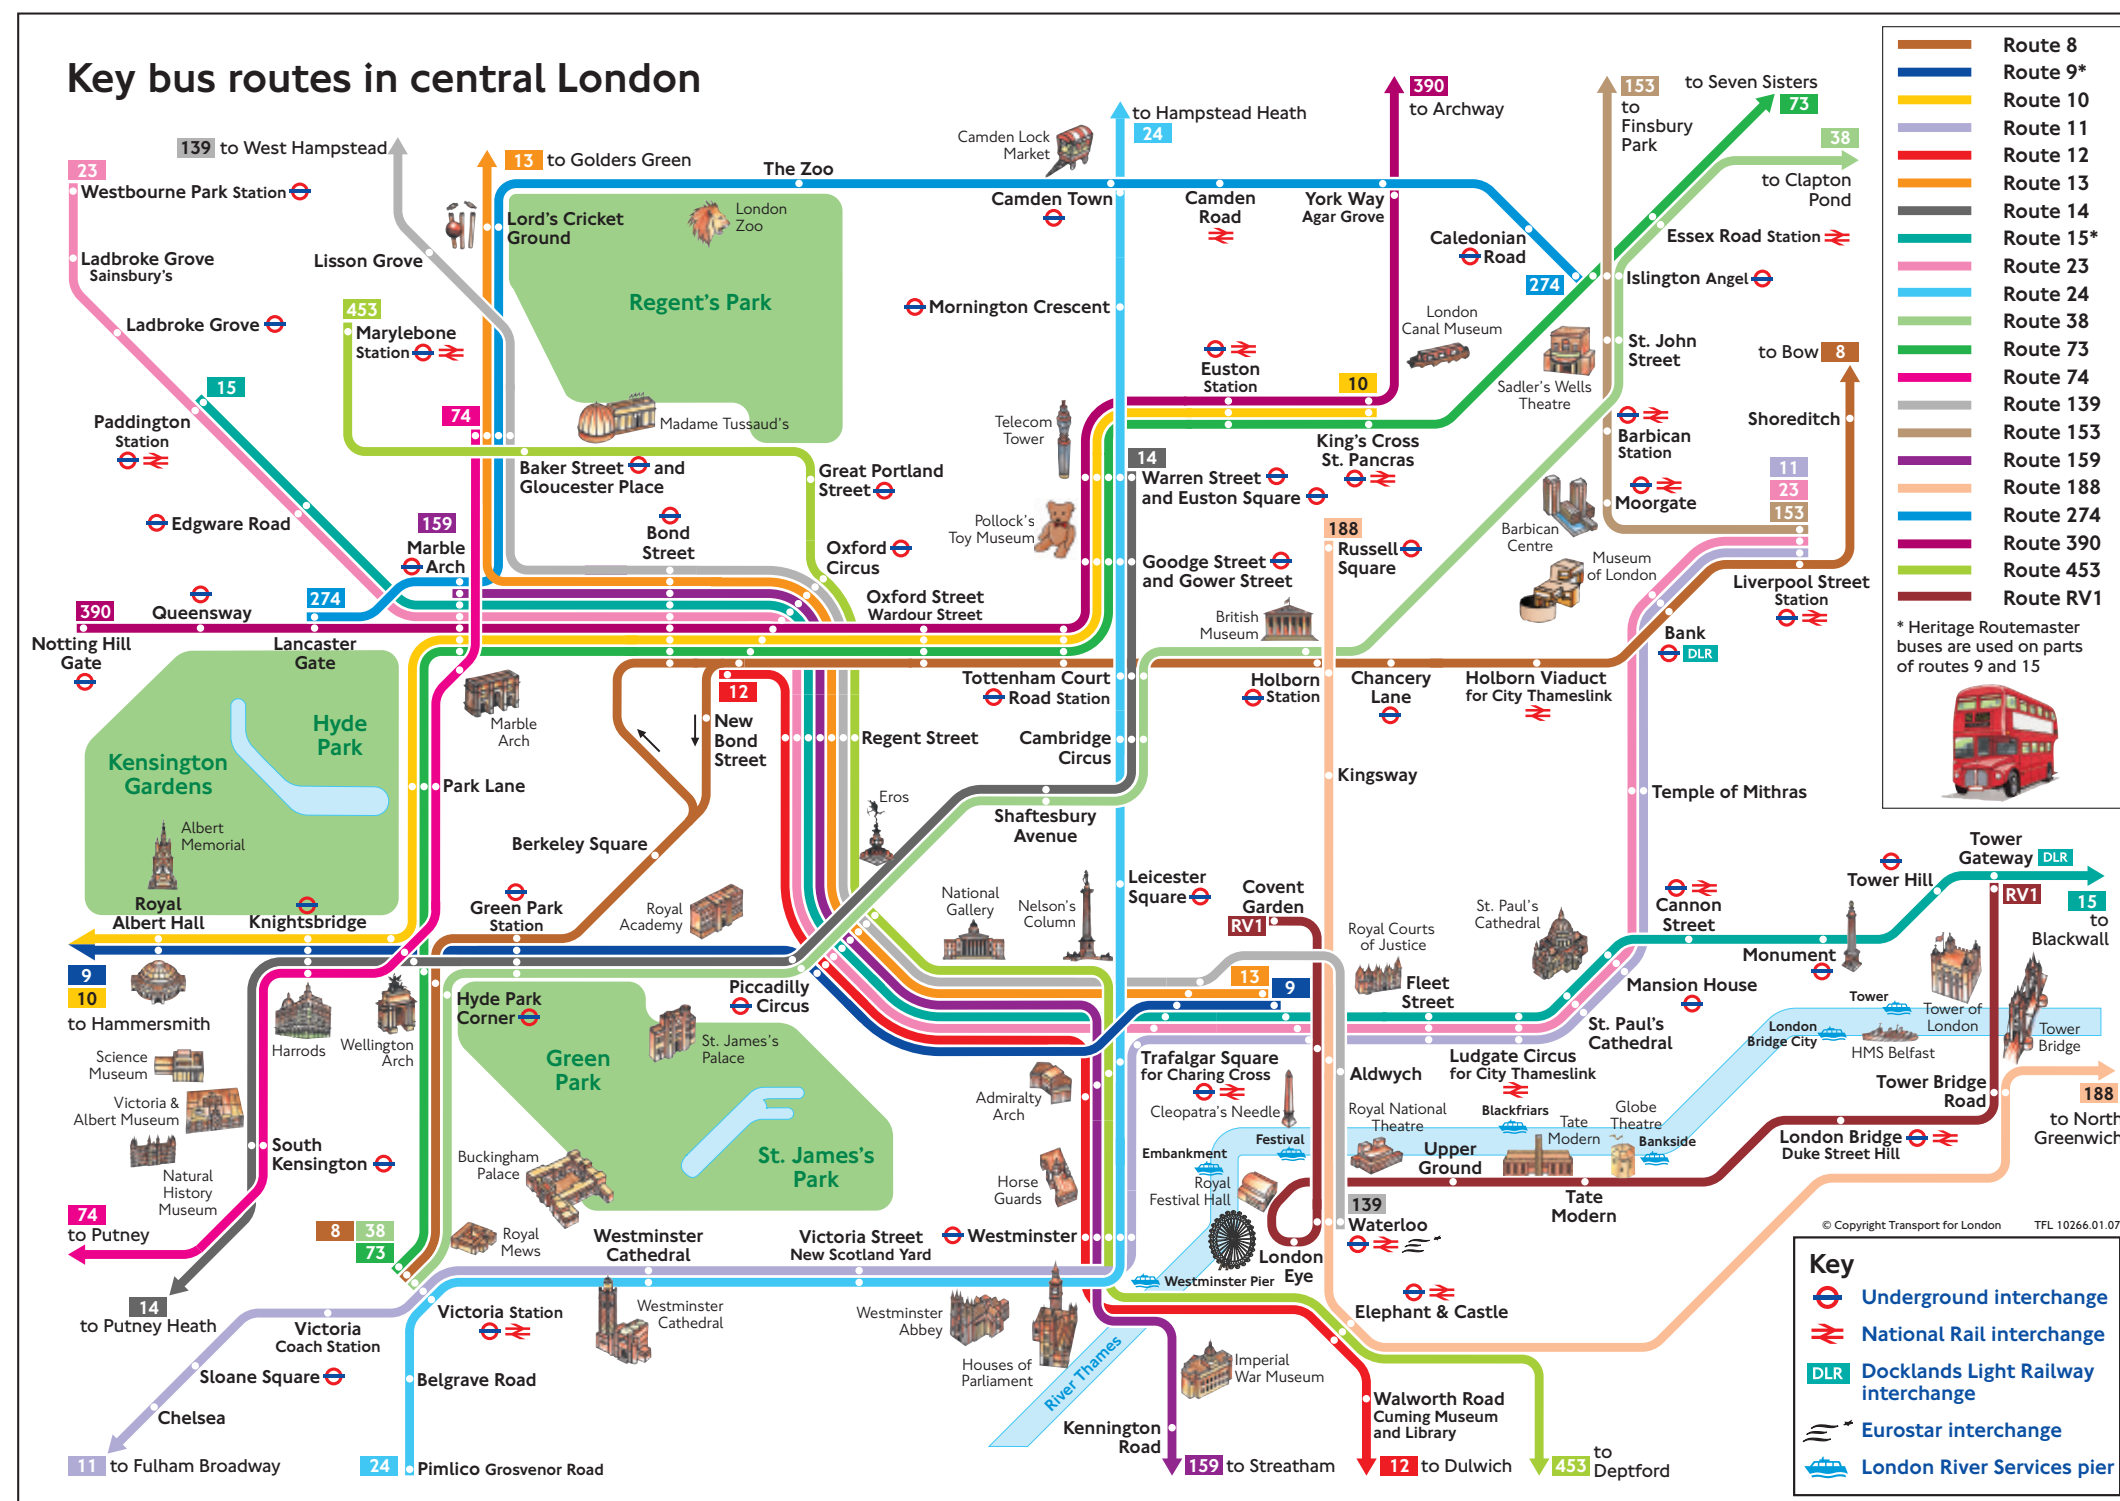 Key bus routes in central London
139 to West Hampstead
13 to Golders Green
The Zoo
Camden Lock
Market
to Hampstead Heath
24
390
to Archway
153
to
Finsbury
Park
to Seven Sisters
73
38
to Clapton
Pond
23
Westbourne Park Station
Lord's Cricket
Ground
London
Zoo
Camden Town
Camden
Road
York Way
Agar Grove
Caledonian
Road
Essex Road Station
Ladbroke Grove
Sainsbury's
Lisson Grove
Regent's Park
274
Islington Angel
Ladbroke Grove
453
Marylebone
Station
Mornington Crescent
London
Canal Museum
Euston
Station
St. John
Street
to Bow 8
Sadler's Wells
Theatre
10
15
74
Madame Tussaud's
Telecom
Tower
Shoreditch
Paddington
Station
King's Cross
St. Pancras
Barbican
Station
14
Baker Street and
Gloucester Place
Great Portland
Street
Warren Street
and Euston Square
11
23
153
Moorgate
Edgware Road
159
Marble
Arch
Bond
Street
Oxford
Circus
Pollock's
Toy Museum
188
Russell
Square
Barbican
Centre
Museum
of London
Goodge Street
and Gower Street
Liverpool Street
Station
390
Queensway
274
Oxford Street
Wardour Street
British
Museum
Notting Hill
Gate
Lancaster
Gate
Bank
DLR
12
Tottenham Court
Road Station
Holborn
Station
Chancery
Lane
Holborn Viaduct
for City Thameslink
Hyde
Park
Marble
Arch
New
Bond
Street
Regent Street
Cambridge
Circus
Kensington
Gardens
Park Lane
Kingsway
Temple of Mithras
Eros
Shaftesbury
Avenue
Albert
Memorial
Berkeley Square
Tower
Gateway DLR
Tower Hill
RV1
15
to
Blackwall
Royal
Albert Hall
Knightsbridge
Green Park
Station
Royal
Academy
National
Gallery
Nelson's
Column
Leicester
Square
Covent
Garden
RV1
Royal Courts
of Justice
St. Paul's
Cathedral
Cannon
Street
Monument
9
10
to Hammersmith
Harrods
Wellington
Arch
Hyde Park
Corner
Piccadilly
Circus
13
9
Fleet
Street
Mansion House
Tower
Tower of
London
St. James's
Palace
St. Paul's
Cathedral
London
Bridge City
HMS Belfast
Tower
Bridge
Science
Museum
Green
Park
Trafalgar Square
for Charing Cross
Aldwych
Ludgate Circus
for City Thameslink
Tower Bridge
Road
188
to North
Greenwich
Victoria &
Albert Museum
Admiralty
Arch
Cleopatra's Needle
Royal National
Theatre
Blackfriars
Tate
Modern
Globe
Theatre
Bankside
South
Kensington
Natural
History
Museum
Buckingham
Palace
St. James's
Park
Horse
Guards
Festival
Embankment
Royal
Festival Hall
Upper
Ground
London Bridge
Duke Street Hill
Tate
Modern
74
to Putney
8 38
73
Royal
Mews
Westminster
Cathedral
Victoria Street
New Scotland Yard
Westminster
139
Waterloo
London
Eye
Westminster Pier
© Copyright Transport for London TFL 10266.01.07
14
to Putney Heath
Victoria
Coach Station
Victoria Station
Westminster
Cathedral
Westminster
Abbey
Houses of
Parliament
River Thames
Imperial
War Museum
Elephant & Castle
Sloane Square
Belgrave Road
Chelsea
Kennington
Road
Walworth Road
Cuming Museum
and Library
11 to Fulham Broadway
24
Pimlico Grosvenor Road
159 to Streatham
12 to Dulwich
453
to
Deptford
Route 8
Route 9*
Route 10
Route 11
Route 12
Route 13
Route 14
Route 15*
Route 23
Route 24
Route 38
Route 73
Route 74
Route 139
Route 153
Route 159
Route 188
Route 274
Route 390
Route 453
Route RV1
* Heritage Routemaster
buses are used on parts
of routes 9 and 15
Key
Underground interchange
National Rail interchange
DLR Docklands Light Railway
interchange
Eurostar interchange
London River Services pier